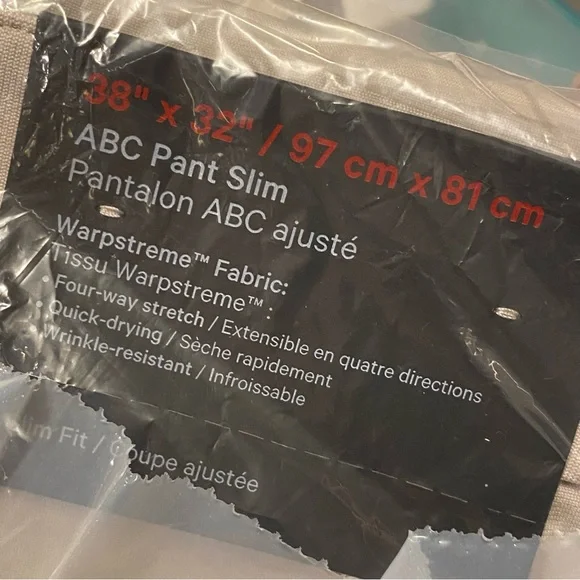 38" x 32" / 97 cm x 81 cm
ABC Pant Slim
Pantalon ABC ajusté
Warpstreme™ Fabric:
Tissu Warpstreme™:
• Four-way stretch / Extensible en quatre directions
• Quick-drying / Sèche rapidement
Wrinkle-resistant / Infroissable
Fit / Coupe ajustée